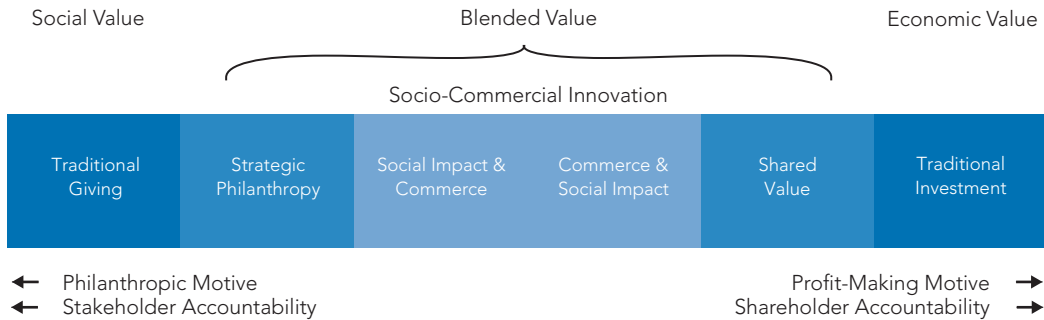 Social Value
Blended Value
Economic Value
Socio-Commercial Innovation
Traditional
Giving
Strategic
Philanthropy
Social Impact &
Commerce
Commerce &
Social Impact
Shared
Value
Traditional
Investment
Philanthropic Motive
Stakeholder Accountability
Profit-Making Motive
Shareholder Accountability